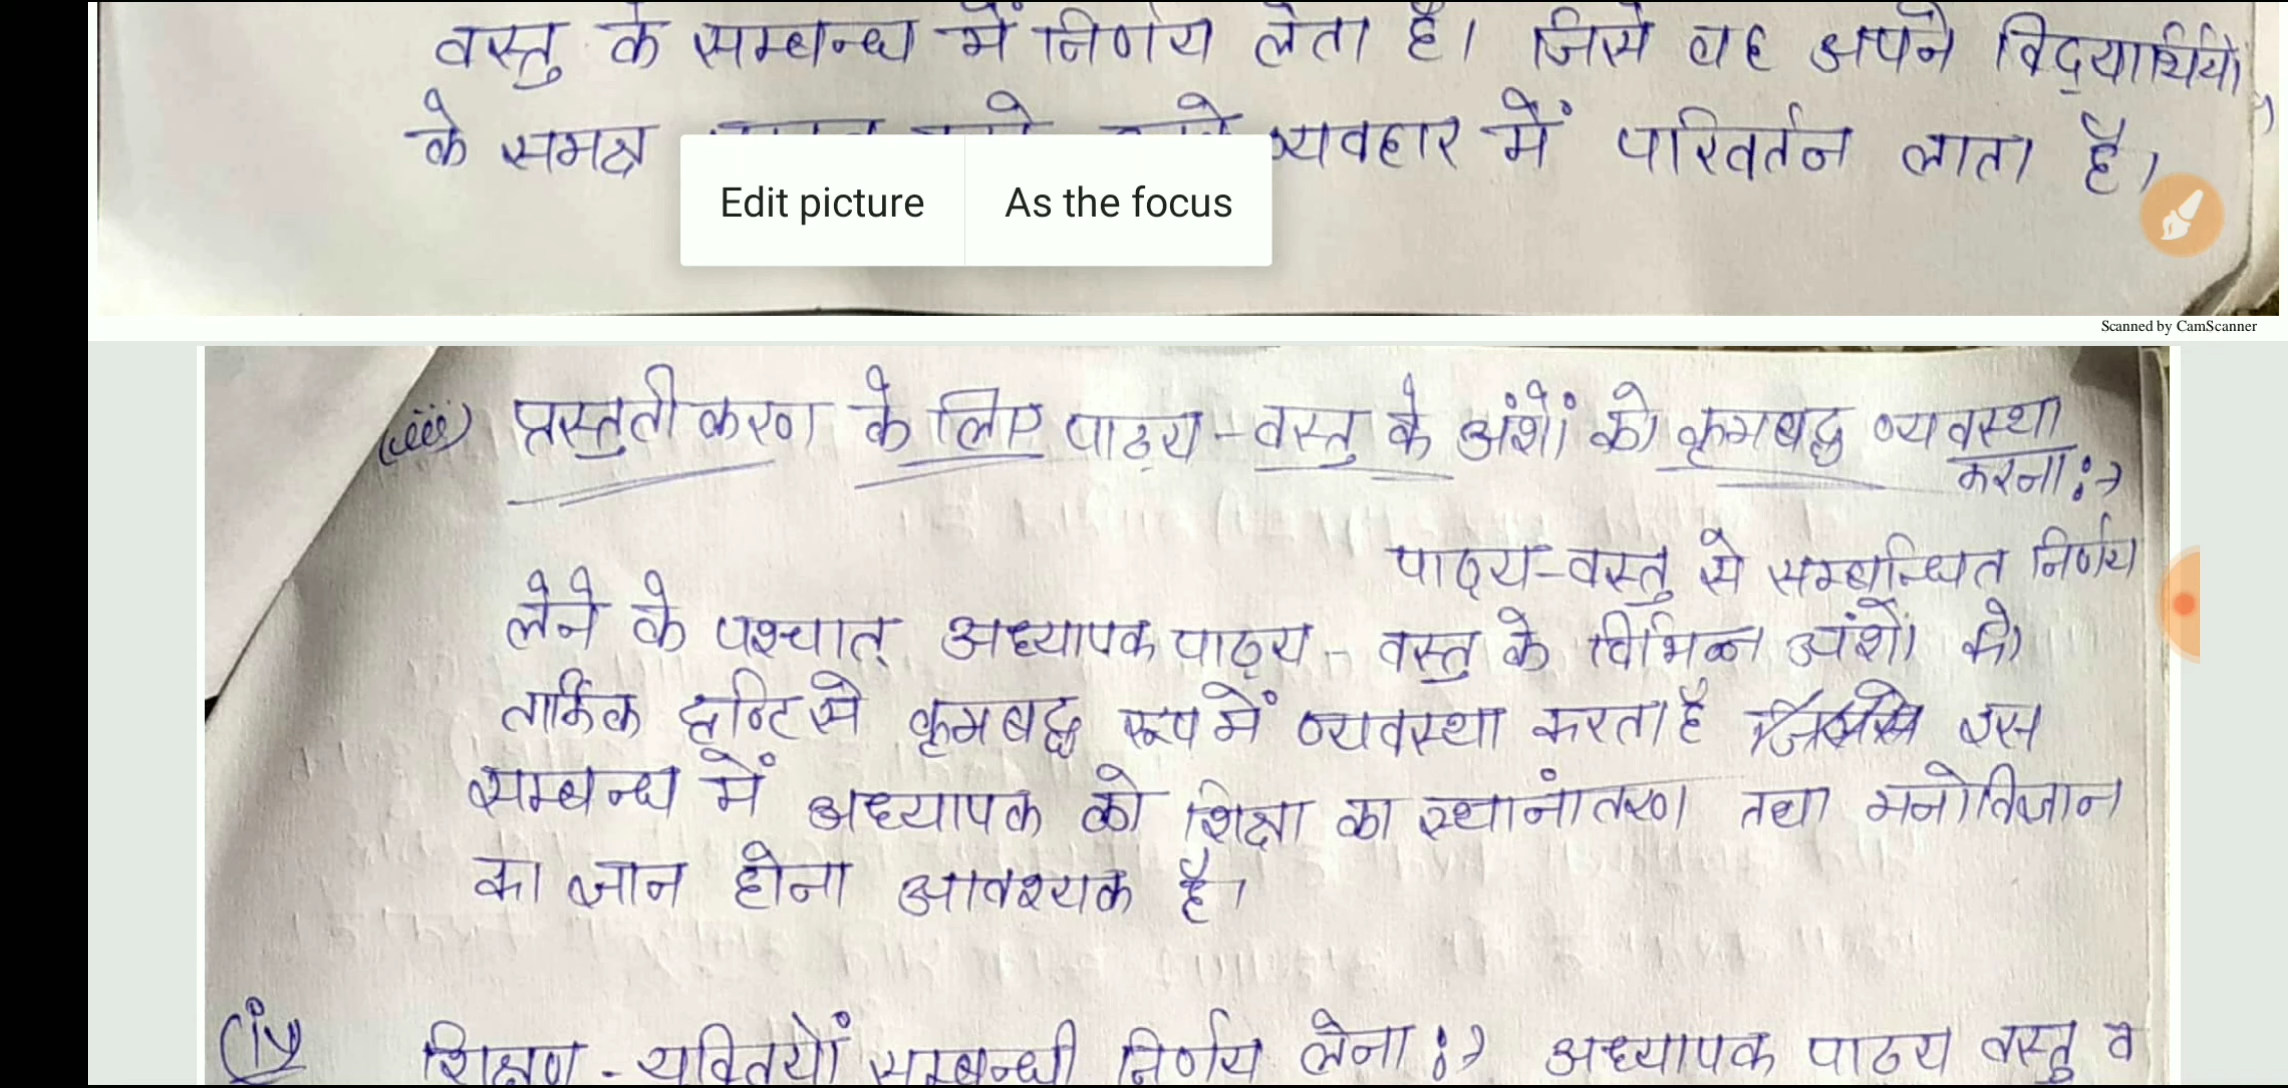 वस्तु के सम्बन्ध में निर्णय लेता है। जिसे वह अपने विद्यार्थियों
के समक्ष व्यवहार में परिवर्तन लाता है।
Edit picture As the focus
Scanned by CamScanner
(iii) प्रस्तुतीकरण के लिए पाठ्य-वस्तु के अंशों को क्रमबद्ध व्यवस्था
करना :→
पाठ्य-वस्तु से सम्बन्धित निर्णय
लेने के पश्चात् अध्यापक पाठ्य-वस्तु के विभिन्न अंशों को
तार्किक दृष्टि से क्रमबद्ध रूप में व्यवस्था करता है इस
सम्बन्ध में अध्यापक को शिक्षा का स्थानांतरण तथा मनोविज्ञान
का ज्ञान होना आवश्यक है।
(iv) शिक्षण - युक्तियों सम्बन्धी निर्णय लेना :→ अध्यापक पाठ्य वस्तु व